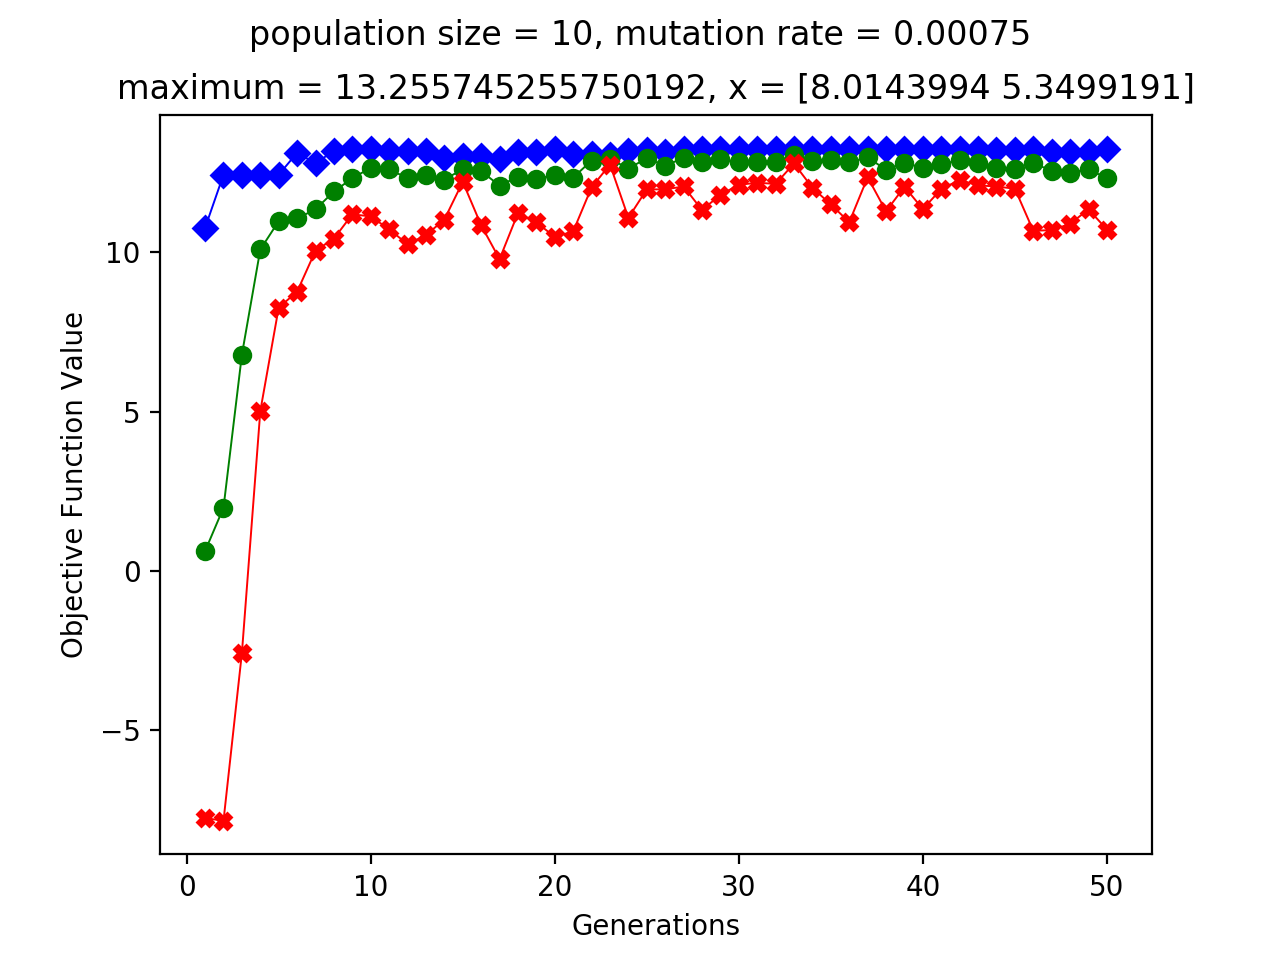 population size = 10, mutation rate = 0.00075
maximum = 13.255745255750192, x = [8.0143994 5.3499191]
10
5
0
−5
Objective Function Value
0 10 20 30 40 50
Generations